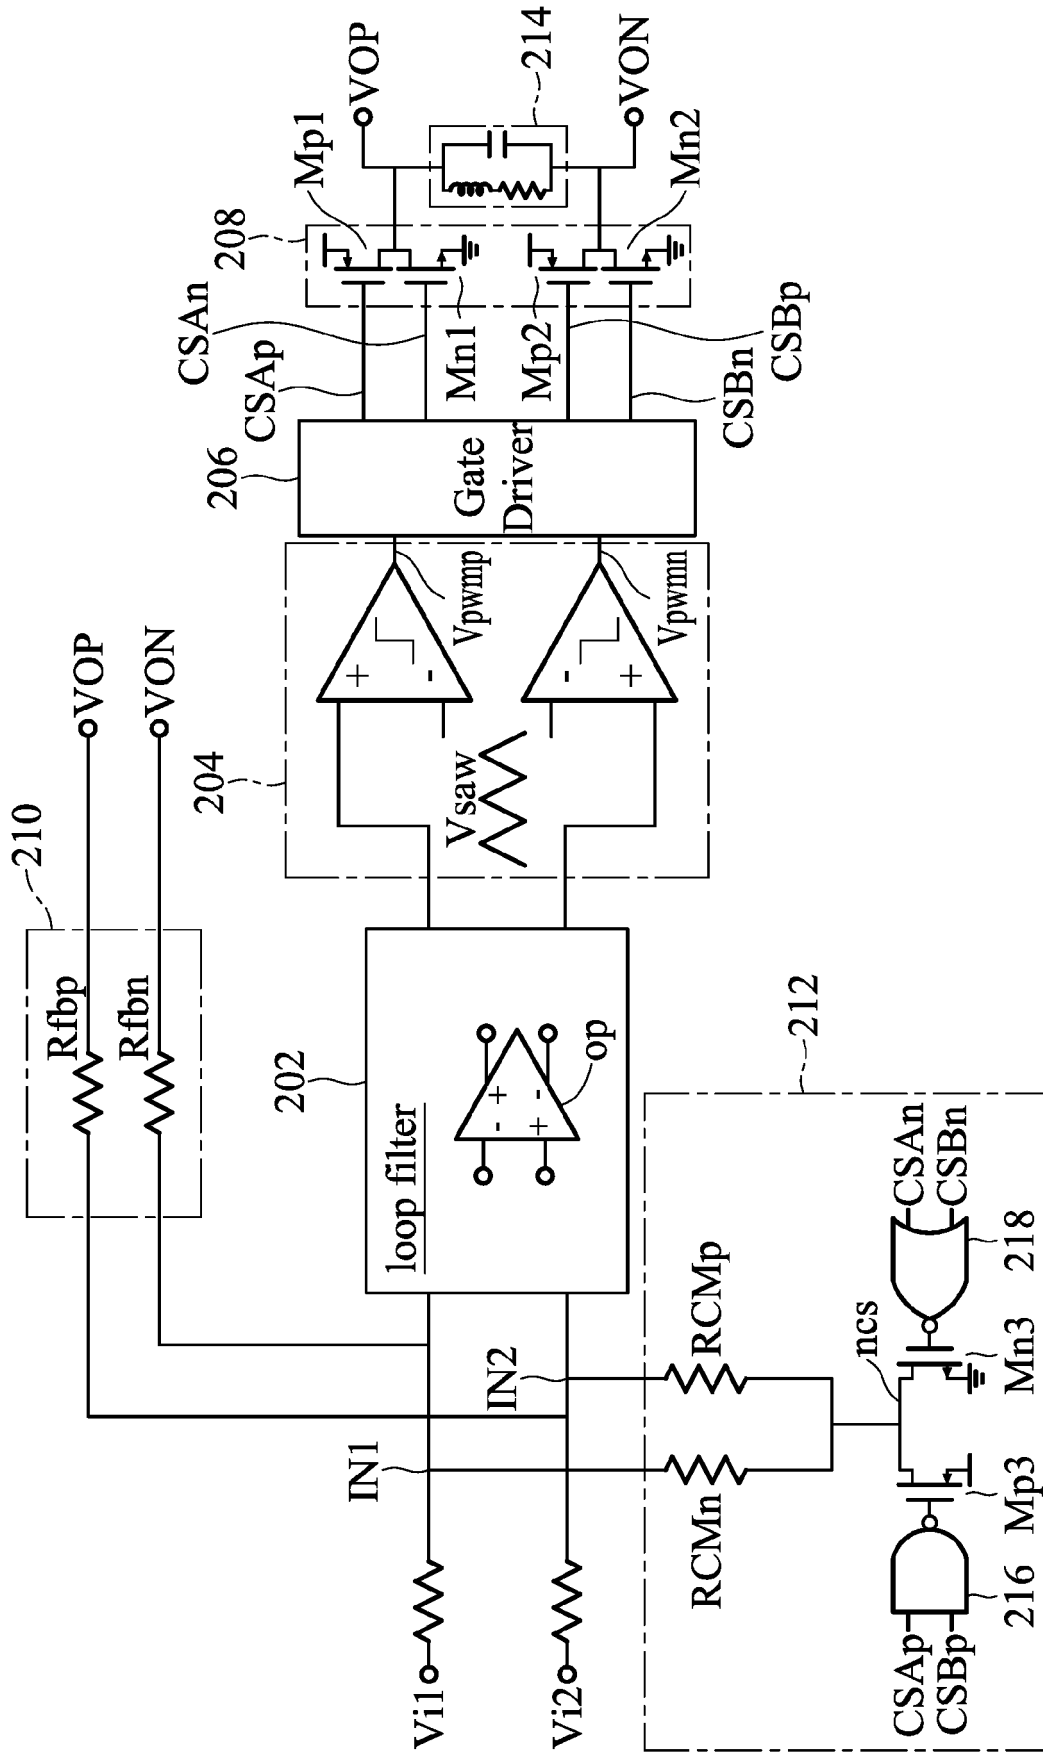 210
Rfbp
VOP
Rfbn
VON
204
206
CSAn
CSAp
208
Mp1
VOP
202
loop filter
-
+
+
-
op
Vsaw
+
-
-
+
Vpwmp
Vpwmn
Gate
Driver
Mn1
Mp2
CSBn
CSBp
Mn2
214
VON
Vi1
IN1
Vi2
IN2
RCMn
RCMp
212
ncs
CSAp
CSBp
216
Mp3
Mn3
218
CSAn
CSBn